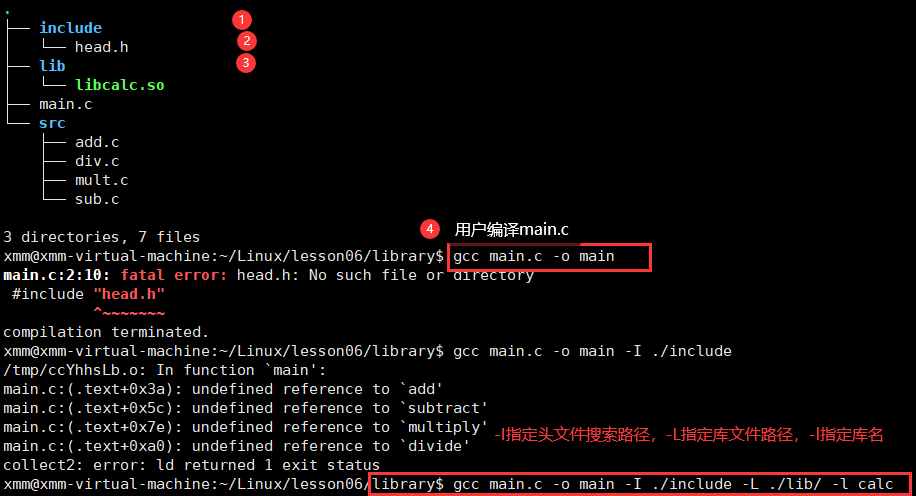 .
├── include ①
│   └── head.h ②
├── lib ③
│   └── libcalc.so
├── main.c
└── src
    ├── add.c
    ├── div.c
    ├── mult.c
    └── sub.c
3 directories, 7 files
④ 用户编译main.c
xmm@xmm-virtual-machine:~/Linux/lesson06/library$ gcc main.c -o main
main.c:2:10: fatal error: head.h: No such file or directory
 #include "head.h"
          ^~~~~~~~
compilation terminated.
xmm@xmm-virtual-machine:~/Linux/lesson06/library$ gcc main.c -o main -I ./include
/tmp/ccYhhsLb.o: In function `main':
main.c:(.text+0x3a): undefined reference to `add'
main.c:(.text+0x5c): undefined reference to `subtract'
main.c:(.text+0x7e): undefined reference to `multiply'
-I指定头文件搜索路径，-L指定库文件路径，-l指定库名
main.c:(.text+0xa0): undefined reference to `divide'
collect2: error: ld returned 1 exit status
xmm@xmm-virtual-machine:~/Linux/lesson06/library$ gcc main.c -o main -I ./include -L ./lib/ -l calc